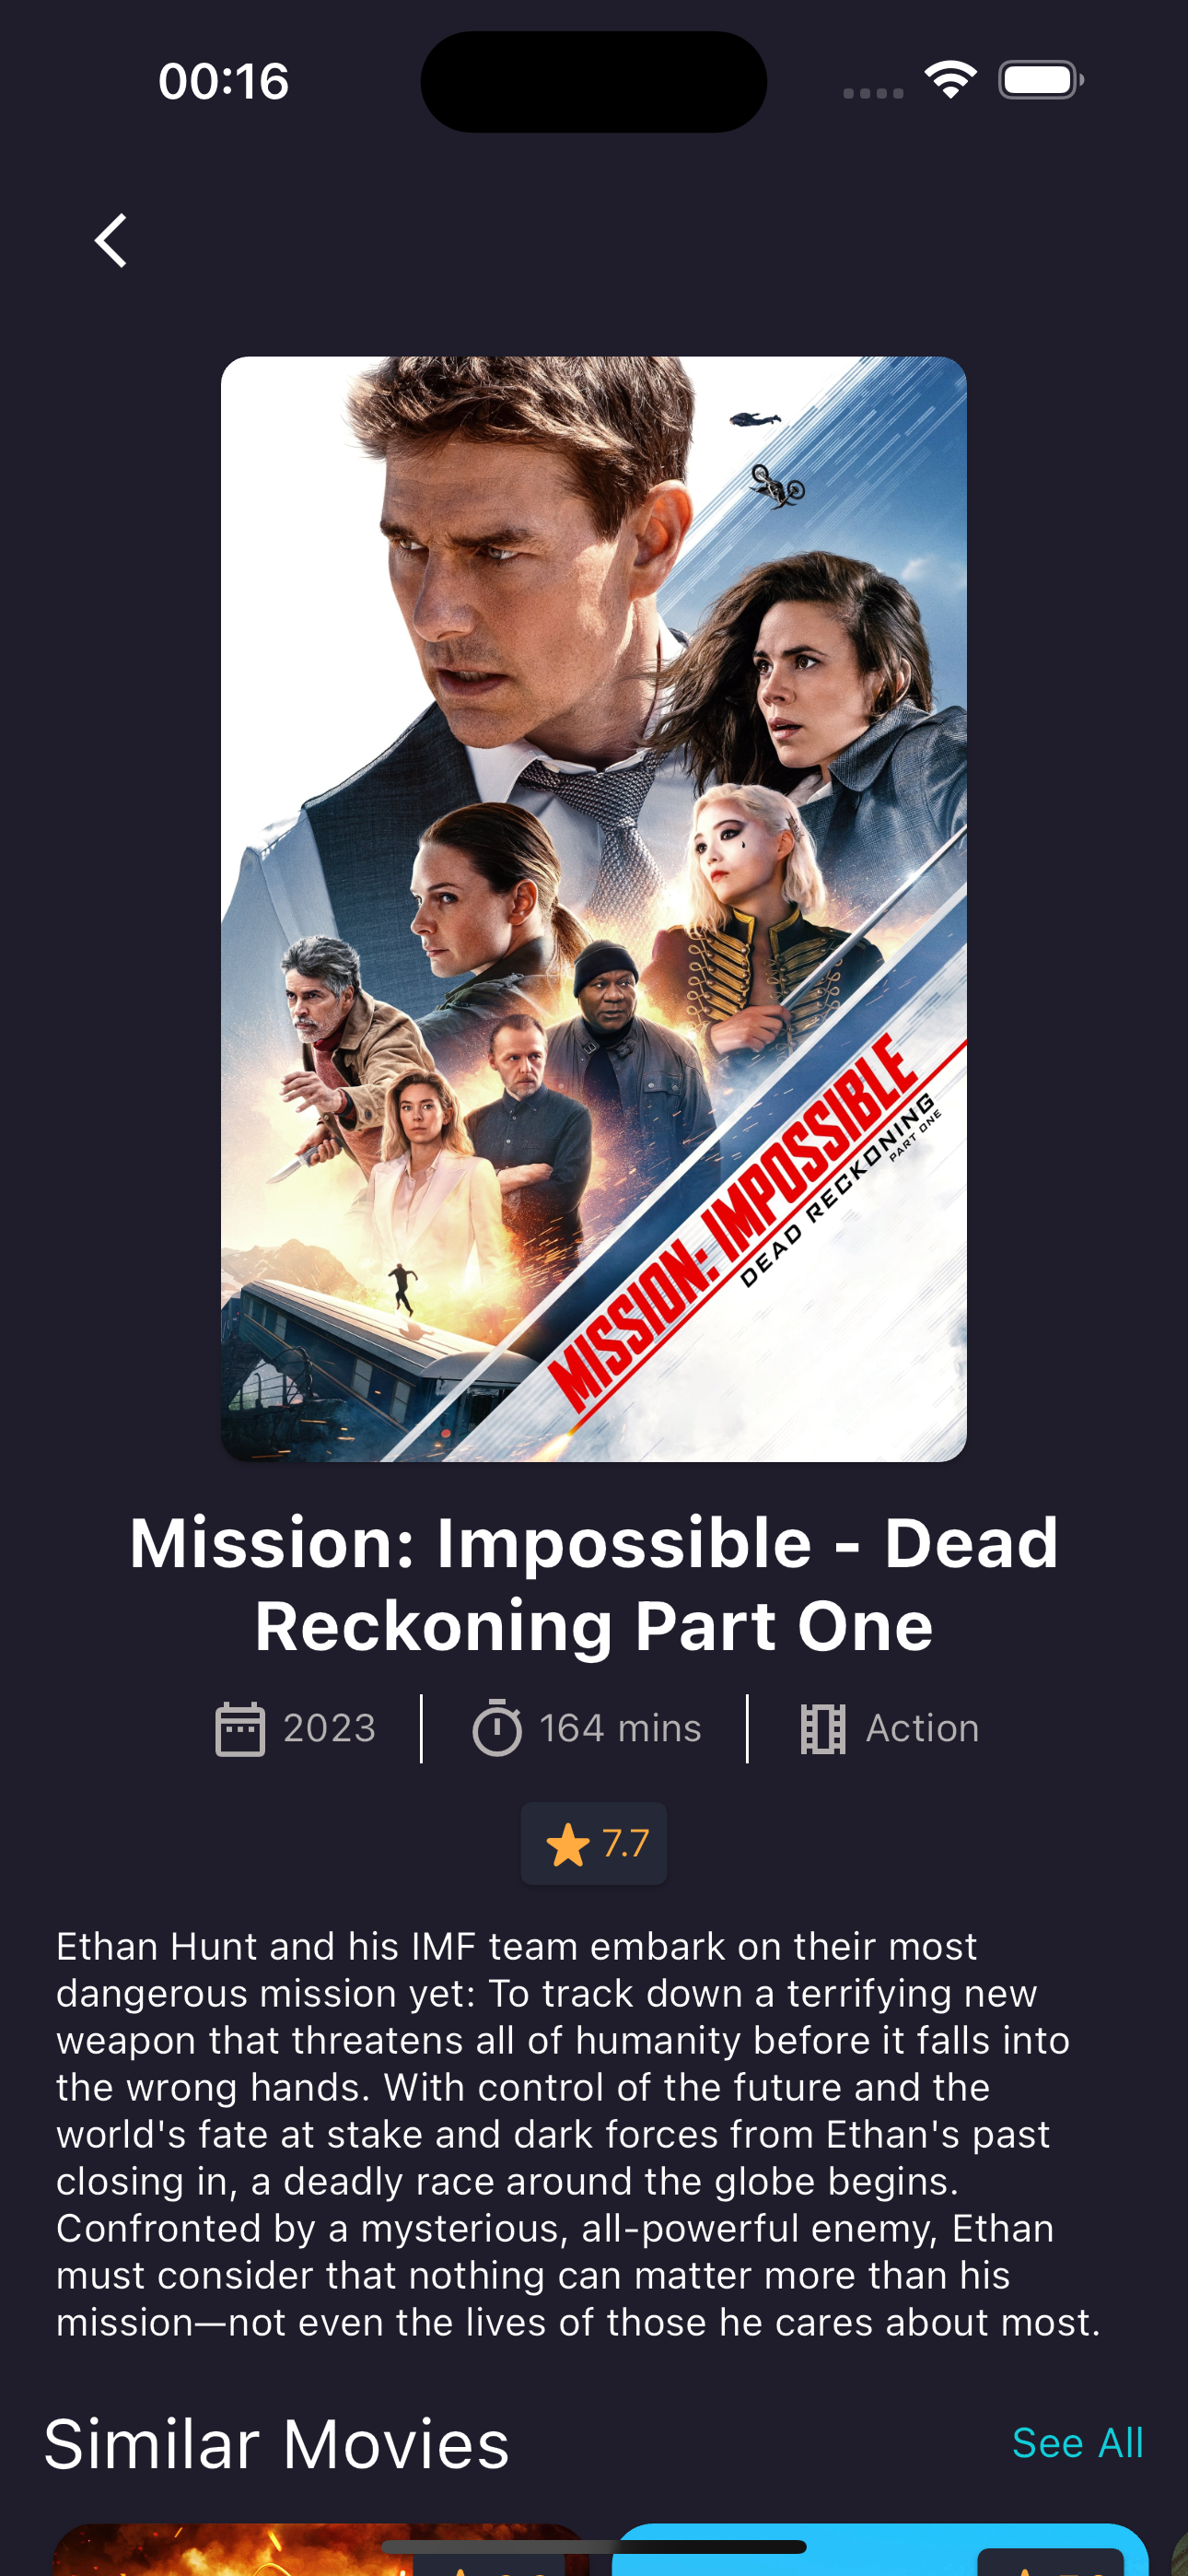 00:16
MISSION: IMPOSSIBLE
DEAD RECKONING
PART ONE
Mission: Impossible - Dead
Reckoning Part One
2023
164 mins
Action
7.7
Ethan Hunt and his IMF team embark on their most
dangerous mission yet: To track down a terrifying new
weapon that threatens all of humanity before it falls into
the wrong hands. With control of the future and the
world's fate at stake and dark forces from Ethan's past
closing in, a deadly race around the globe begins.
Confronted by a mysterious, all-powerful enemy, Ethan
must consider that nothing can matter more than his
mission—not even the lives of those he cares about most.
Similar Movies
See All